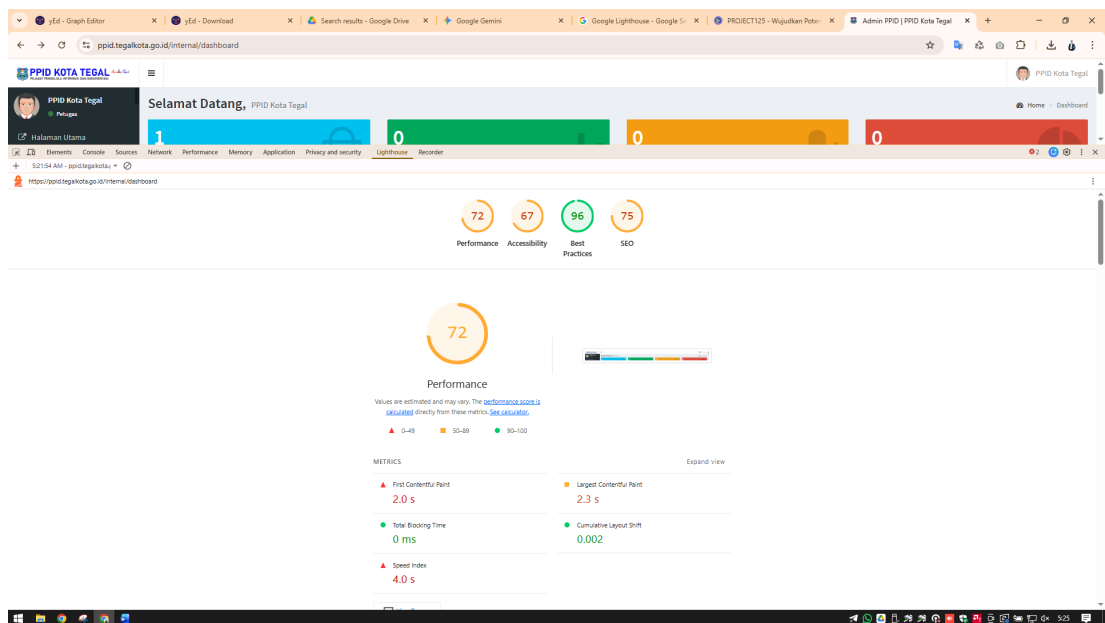 yEd - Graph Editor
yEd - Download
Search results - Google Drive
Google Gemini
Google Lighthouse - Google Se
PROJECT125 - Wujudkan Poten
Admin PPID | PPID Kota Tegal
ppid.tegalkota.go.id/internal/dashboard
PPID KOTA TEGAL
PPID Kota Tegal
PPID Kota Tegal
Petugas
Selamat Datang, PPID Kota Tegal
Home
Dashboard
Halaman Utama
1
0
0
0
Elements Console Sources Network Performance Memory Application Privacy and security Lighthouse Recorder
2
5:21:54 AM - ppid.tegalkota.g
https://ppid.tegalkota.go.id/internal/dashboard
72 67 96 75
Performance Accessibility Best Practices SEO
72
Performance
Values are estimated and may vary. The performance score is
calculated directly from these metrics. See calculator.
0–49 50–89 90–100
METRICS
Expand view
First Contentful Paint
2.0 s
Largest Contentful Paint
2.3 s
Total Blocking Time
0 ms
Cumulative Layout Shift
0.002
Speed Index
4.0 s
5:25